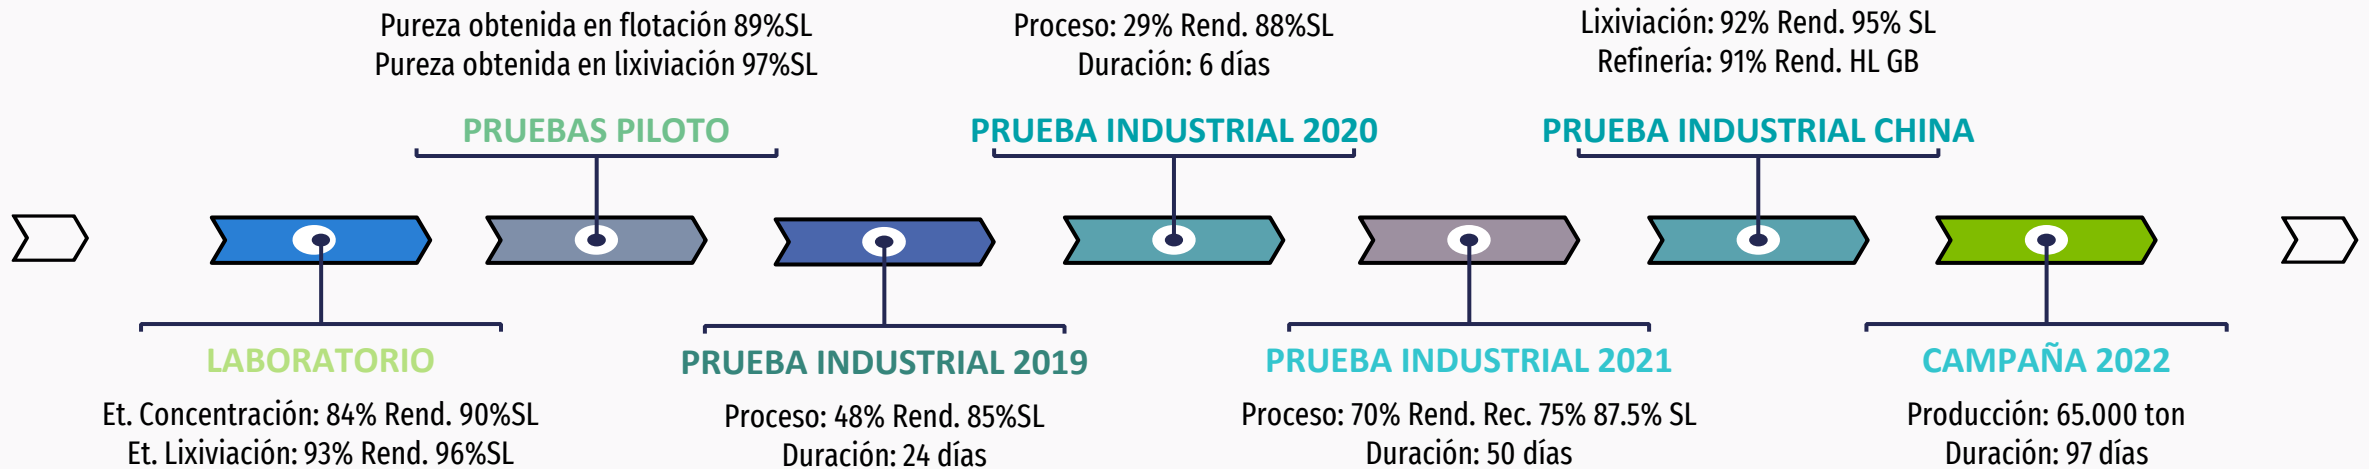 Pureza obtenida en flotación 89%SL
Pureza obtenida en lixiviación 97%SL
PRUEBAS PILOTO
Proceso: 29% Rend. 88%SL
Duración: 6 días
PRUEBA INDUSTRIAL 2020
Lixiviación: 92% Rend. 95% SL
Refinería: 91% Rend. HL GB
PRUEBA INDUSTRIAL CHINA
LABORATORIO
Et. Concentración: 84% Rend. 90%SL
Et. Lixiviación: 93% Rend. 96%SL
PRUEBA INDUSTRIAL 2019
Proceso: 48% Rend. 85%SL
Duración: 24 días
PRUEBA INDUSTRIAL 2021
Proceso: 70% Rend. Rec. 75% 87.5% SL
Duración: 50 días
CAMPAÑA 2022
Producción: 65.000 ton
Duración: 97 días